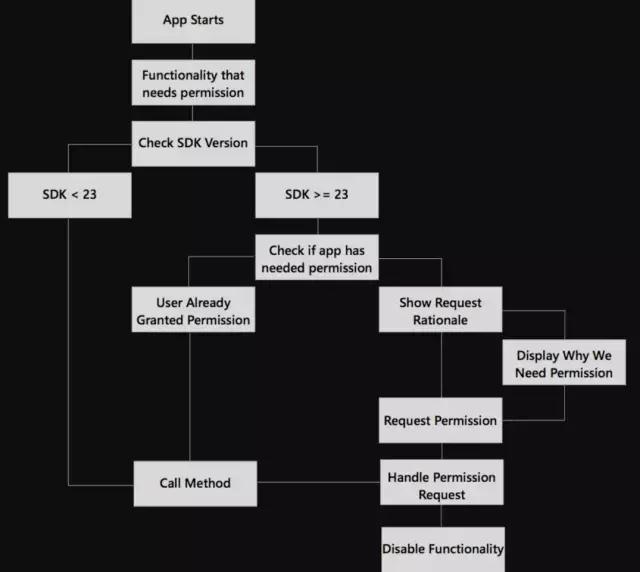 App Starts
Functionality that
needs permission
Check SDK Version
SDK < 23
SDK >= 23
Check if app has
needed permission
User Already
Granted Permission
Show Request
Rationale
Display Why We
Need Permission
Request Permission
Call Method
Handle Permission
Request
Disable Functionality